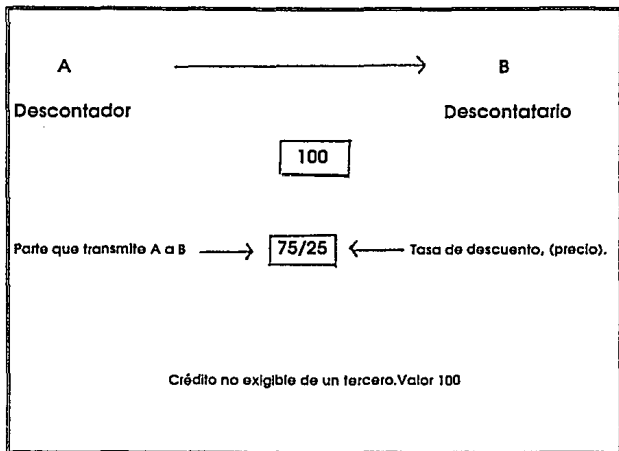 A B
Descontador Descontatario
100
Parte que transmite A a B 75/25 Tasa de descuento, (precio).
Crédito no exigible de un tercero.Valor 100